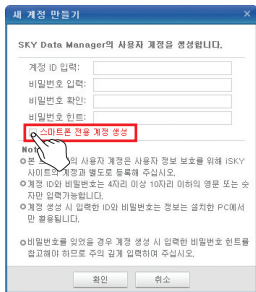 새 계정 만들기
SKY Data Manager의 사용자 계정을 생성합니다.
계정 ID 입력:
비밀번호 입력:
비밀번호 확인:
비밀번호 힌트:
스마트폰 전용 계정 생성
Not
의 사용자 계정은 사용자 정보 보호를 위해 iSKY
사이트의 계정과 별도로 등록해 주십시오.
계정 ID와 비밀번호는 4자리 이상 10자리 이하의 영문 또는 숫
자만 입력가능합니다.
계정 생성 시 입력한 ID와 비밀번호는 정보는 설치한 PC에서
만 활용됩니다.
비밀번호를 잊었을 경우 계정 생성 시 입력한 비밀번호 힌트를
참고해야 하므로 주의 깊게 입력하여 주십시오.
확인 취소